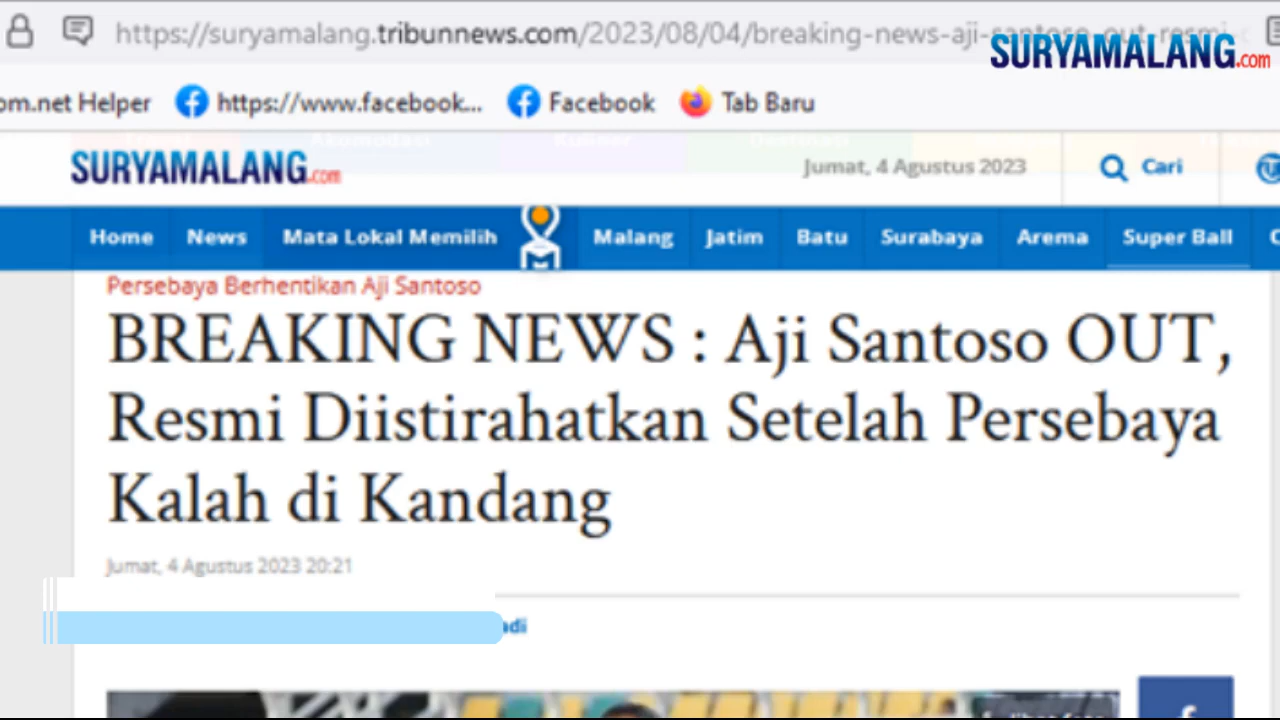 https://suryamalang.tribunnews.com/2023/08/04/breaking-news-aji-santoso-out-resmi
SURYAMALANG.com
om.net Helper https://www.facebook... Facebook Tab Baru
SURYAMALANG.com Jumat, 4 Agustus 2023 Cari
Home News Mata Lokal Memilih Malang Jatim Batu Surabaya Arema Super Ball
Persebaya Berhentikan Aji Santoso
BREAKING NEWS : Aji Santoso OUT,
Resmi Diistirahatkan Setelah Persebaya
Kalah di Kandang
Jumat, 4 Agustus 2023 20:21
adi